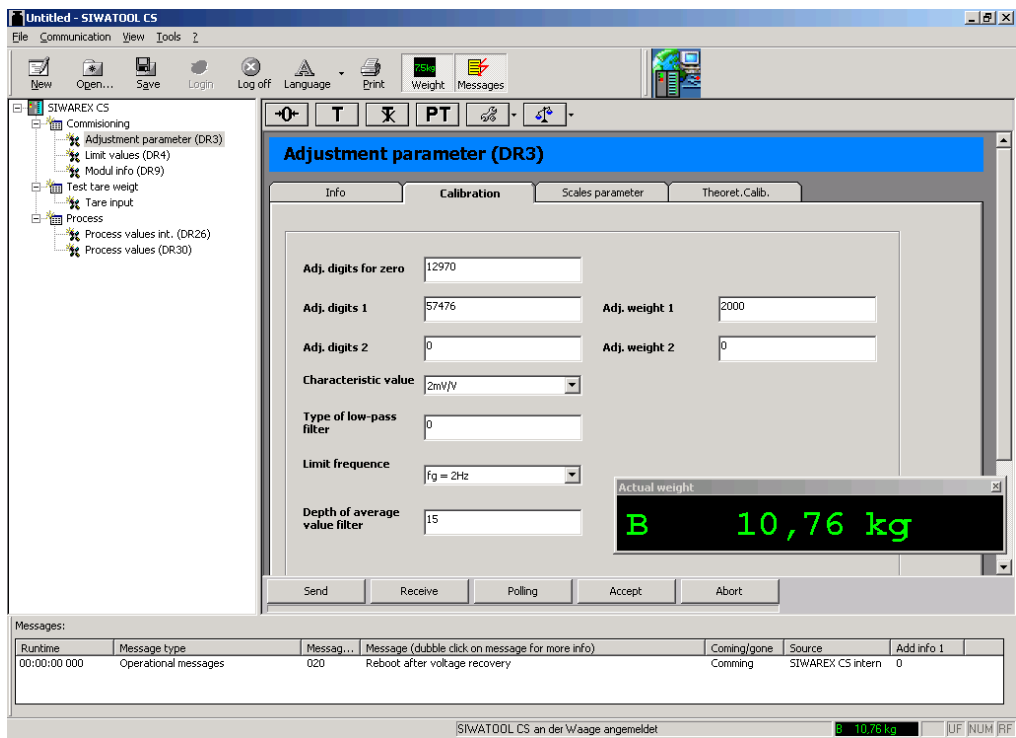 Untitled - SIWATOOL CS
File Communication View Tools ?
New Open... Save Login Log off Language Print 75kg Weight Messages
SIWAREX CS
Commisioning
Adjustment parameter (DR3)
Limit values (DR4)
Modul info (DR9)
Test tare weigt
Tare input
Process
Process values int. (DR26)
Process values (DR30)
→0← T T PT
Adjustment parameter (DR3)
Info Calibration Scales parameter Theoret.Calib.
Adj. digits for zero 12970
Adj. digits 1 57476 Adj. weight 1 2000
Adj. digits 2 0 Adj. weight 2 0
Characteristic value 2mV/V
Type of low-pass
filter 0
Limit frequence fg = 2Hz
Depth of average
value filter 15
Actual weight
B 10,76 kg
Send Receive Polling Accept Abort
Messages:
Runtime Message type Messag... Message (dubble click on message for more info) Coming/gone Source Add info 1
00:00:00 000 Operational messages 020 Reboot after voltage recovery Comming SIWAREX CS intern 0
SIWATOOL CS an der Waage angemeldet B 10,76 kg UF NUM RF